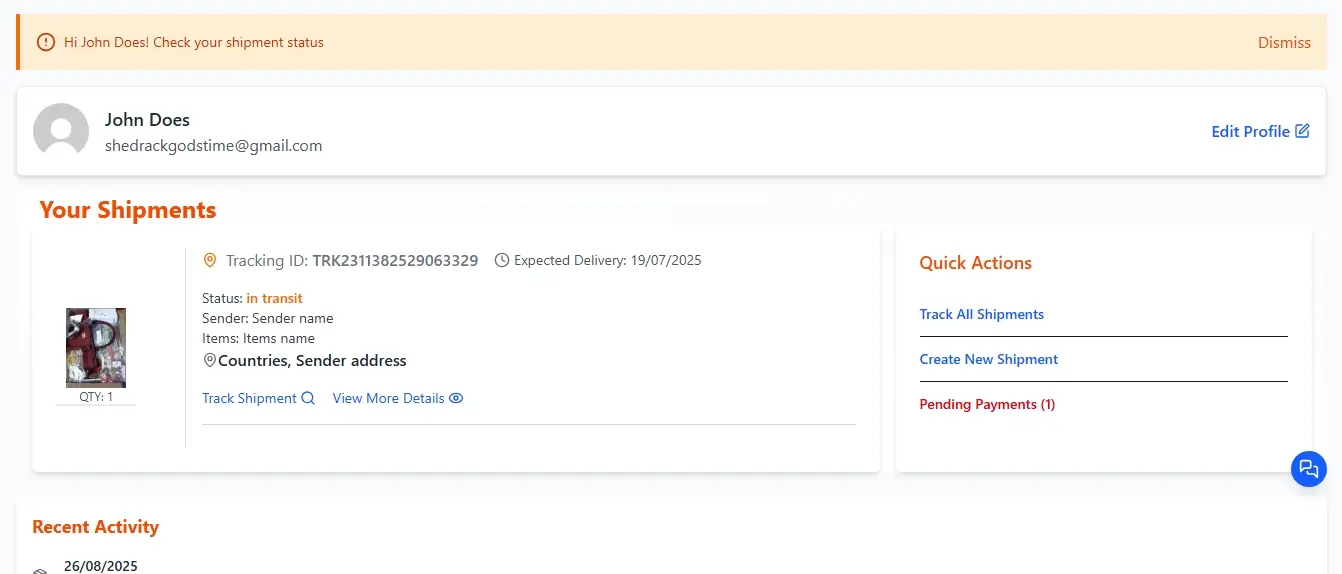 Hi John Does! Check your shipment status
Dismiss
John Does
shedrackgodstime@gmail.com
Edit Profile
Your Shipments
Tracking ID: TRK2311382529063329
Expected Delivery: 19/07/2025
Status: in transit
Sender: Sender name
Items: Items name
Countries, Sender address
QTY: 1
Track Shipment
View More Details
Quick Actions
Track All Shipments
Create New Shipment
Pending Payments (1)
Recent Activity
26/08/2025